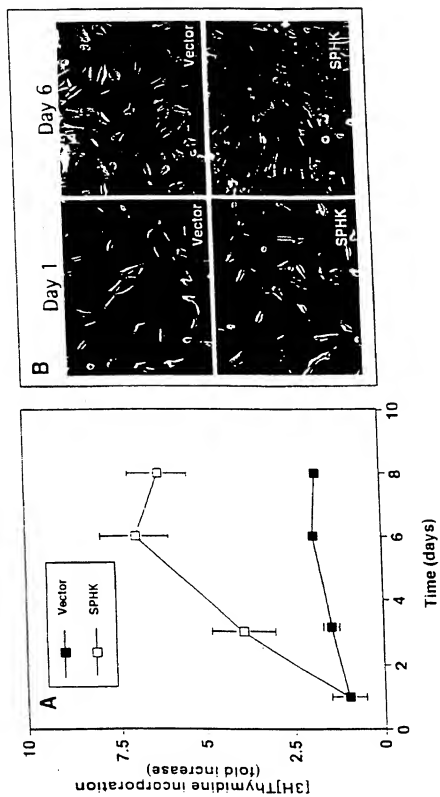 A
Vector
SPHK
[3H]Thymidine incorporation
(fold increase)
10
7.5
5
2.5
0
0
2
4
6
8
10
Time (days)
B
Day 1
Day 6
Vector
Vector
SPHK
SPHK